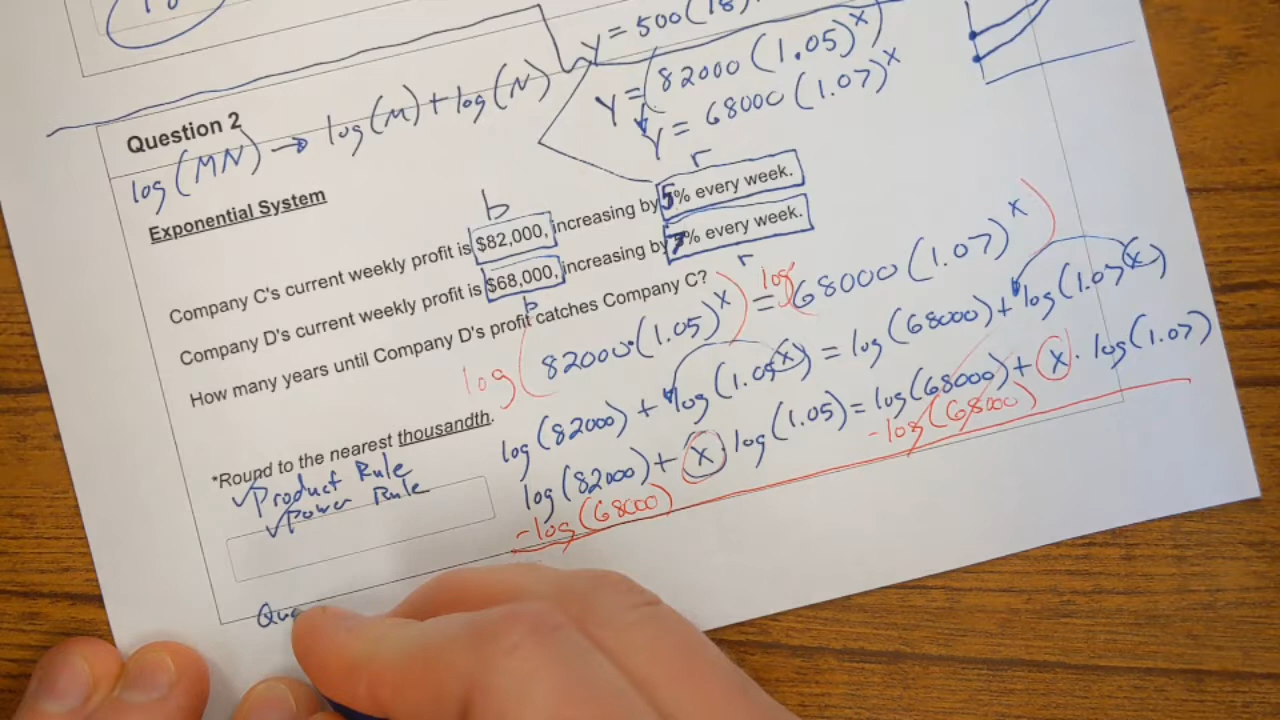 y = 500(18)
Y = (82000(1.05)^x)
Y = 68000(1.07)^x
Question 2
log(MN) → log(M) + log(N)
Exponential System
b
r
Company C's current weekly profit is $82,000, increasing by 5% every week.
Company D's current weekly profit is $68,000, increasing by 7% every week.
b
r
How many years until Company D's profit catches Company C?
log(82000·(1.05)^x) = log(68000(1.07)^x)
*Round to the nearest thousandth.
log(82000) + log(1.05^x) = log(68000) + log(1.07^x)
✓Product Rule
✓Power Rule
log(82000) + x·log(1.05) = log(68000) + x·log(1.07)
-log(68000) -log(68000)